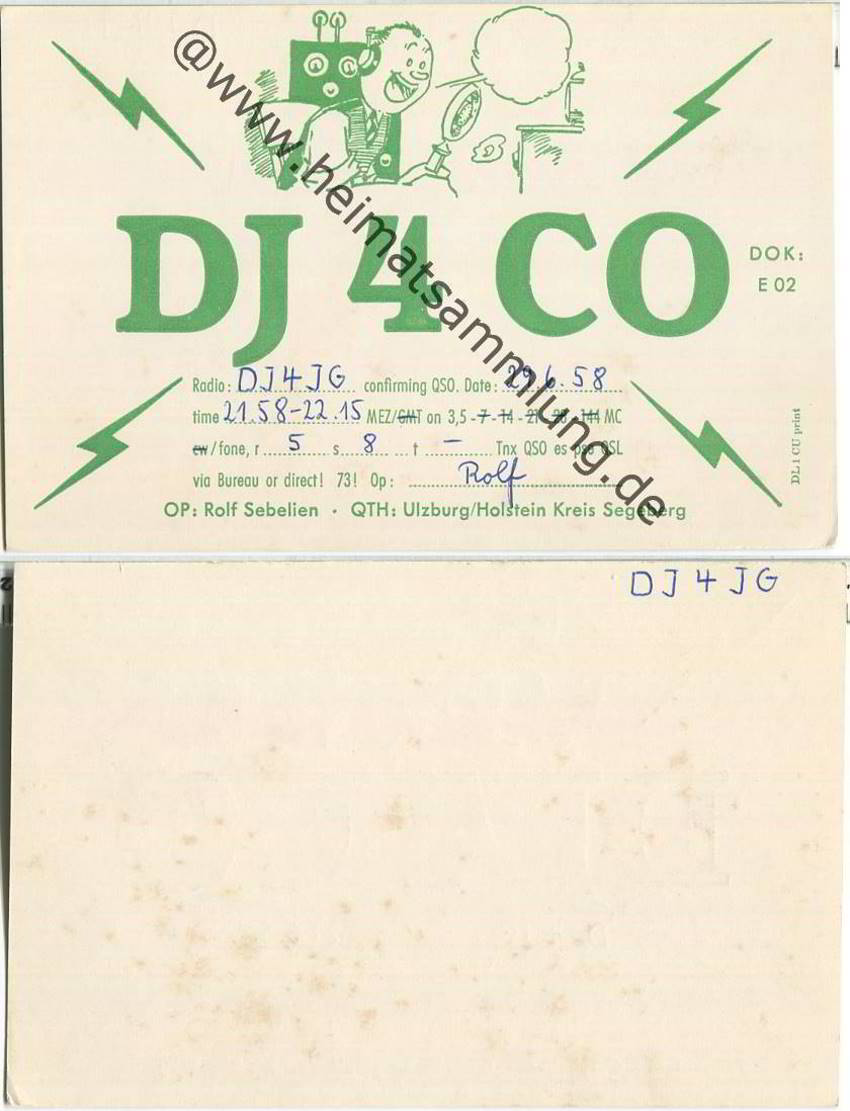 @www.heimatsammlung.de
DJ 4 CO
DOK:
E 02
Radio: DJ4JG confirming QSO. Date: 29.6.58
time 21.58-22.15 MEZ/GMT on 3,5 - 7 - 14 - 21 - 28 - 144 MC
cw/fone, r 5 s 8 t - Tnx QSO es pse QSL
via Bureau or direct! 73! Op: Rolf
OP: Rolf Sebelien · QTH: Ulzburg/Holstein Kreis Segeberg
DL 1 CU print
DJ4JG